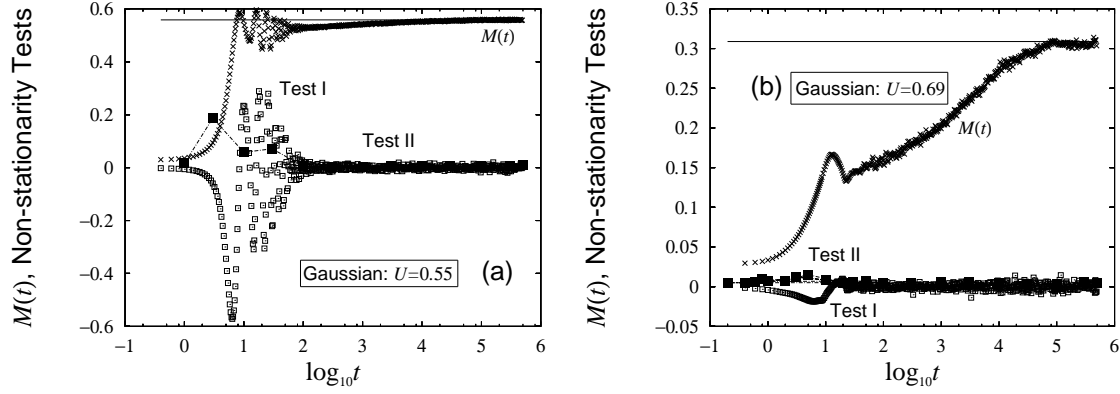 M(t), Non-stationarity Tests
0.6
0.4
0.2
0
−0.2
−0.4
−0.6
M(t)
Test I
Test II
Gaussian: U=0.55
(a)
−1 0 1 2 3 4 5 6
log10t
M(t), Non-stationarity Tests
0.35
0.3
0.25
0.2
0.15
0.1
0.05
0
−0.05
(b)
Gaussian: U=0.69
M(t)
Test II
Test I
−1 0 1 2 3 4 5 6
log10t